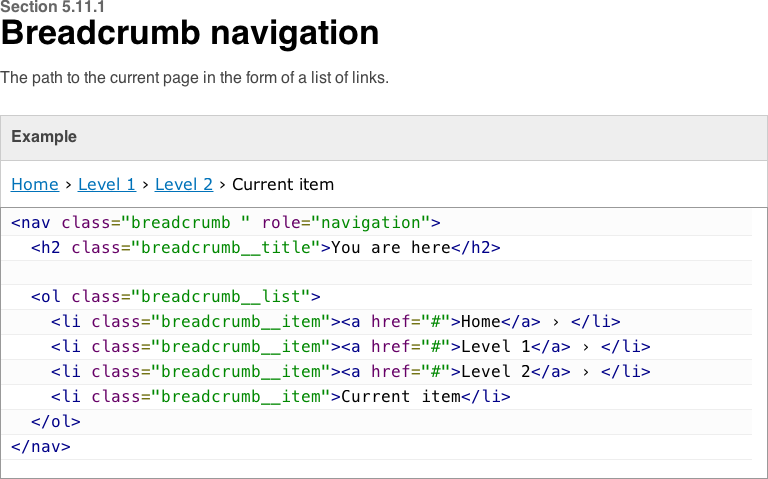 Section 5.11.1
Breadcrumb navigation
The path to the current page in the form of a list of links.
Example
Home › Level 1 › Level 2 › Current item
<nav class="breadcrumb " role="navigation">
  <h2 class="breadcrumb__title">You are here</h2>
  <ol class="breadcrumb__list">
    <li class="breadcrumb__item"><a href="#">Home</a> › </li>
    <li class="breadcrumb__item"><a href="#">Level 1</a> › </li>
    <li class="breadcrumb__item"><a href="#">Level 2</a> › </li>
    <li class="breadcrumb__item">Current item</li>
  </ol>
</nav>